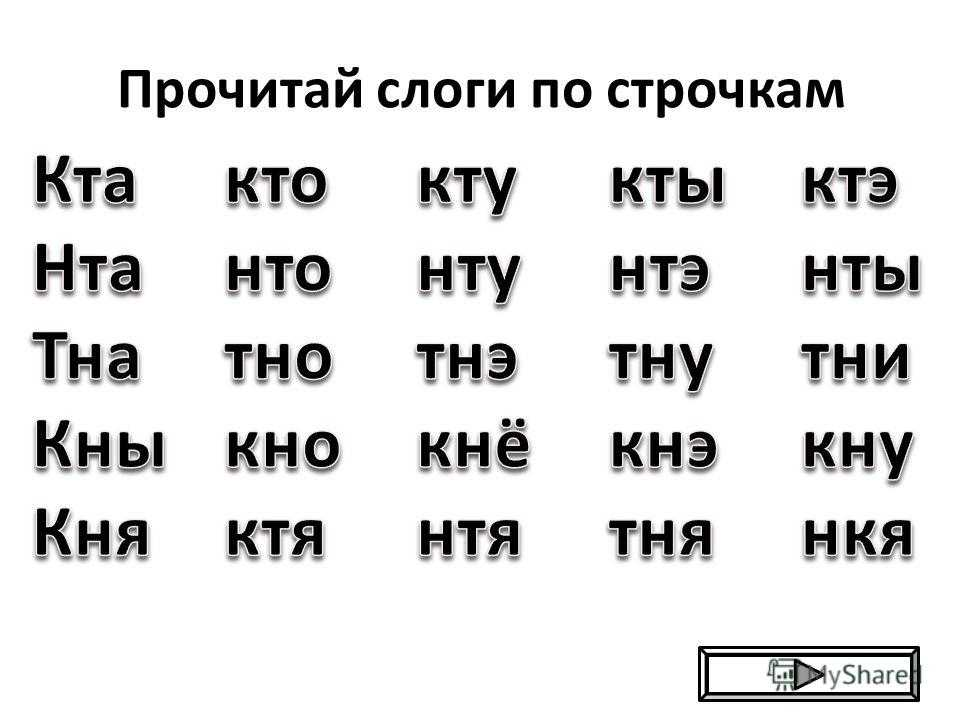 Прочитай слоги по строчкам
Кта кто кту кты ктэ
Нта нто нту нтэ нты
Тна тно тнэ тну тни
Кны кно кнё кнэ кну
Кня ктя нтя тня нкя
MyShared